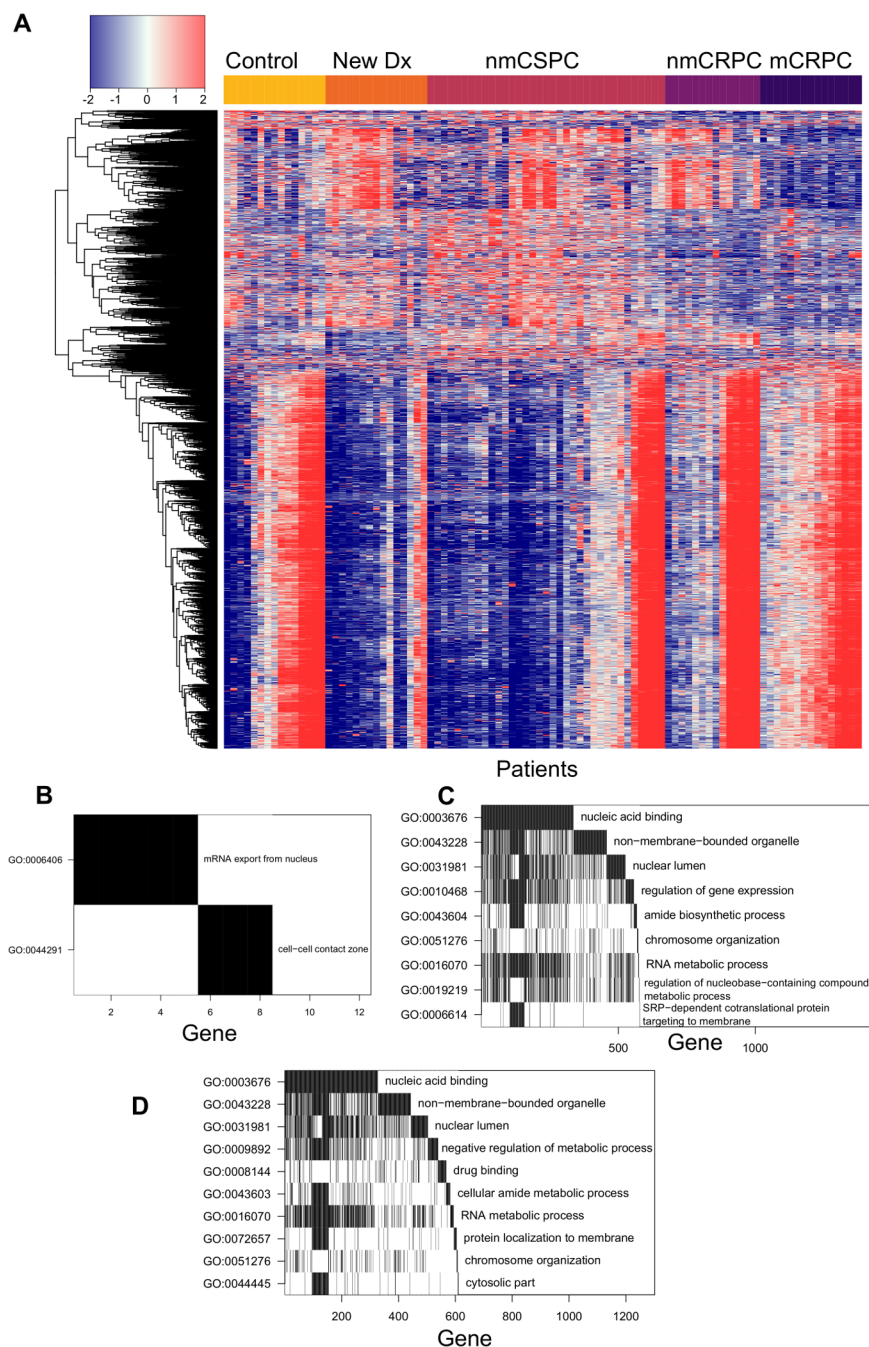 A
-2 -1 0 1 2
Control New Dx nmCSPC nmCRPC mCRPC
Patients
B
GO:0006406 mRNA export from nucleus
GO:0044291 cell−cell contact zone
2 4 6 8 10 12
Gene
C
GO:0003676 nucleic acid binding
GO:0043228 non−membrane−bounded organelle
GO:0031981 nuclear lumen
GO:0010468 regulation of gene expression
GO:0043604 amide biosynthetic process
GO:0051276 chromosome organization
GO:0016070 RNA metabolic process
GO:0019219 regulation of nucleobase−containing compound
metabolic process
GO:0006614 SRP−dependent cotranslational protein
targeting to membrane
500 1000
Gene
D
GO:0003676 nucleic acid binding
GO:0043228 non−membrane−bounded organelle
GO:0031981 nuclear lumen
GO:0009892 negative regulation of metabolic process
GO:0008144 drug binding
GO:0043603 cellular amide metabolic process
GO:0016070 RNA metabolic process
GO:0072657 protein localization to membrane
GO:0051276 chromosome organization
GO:0044445 cytosolic part
200 400 600 800 1000 1200
Gene